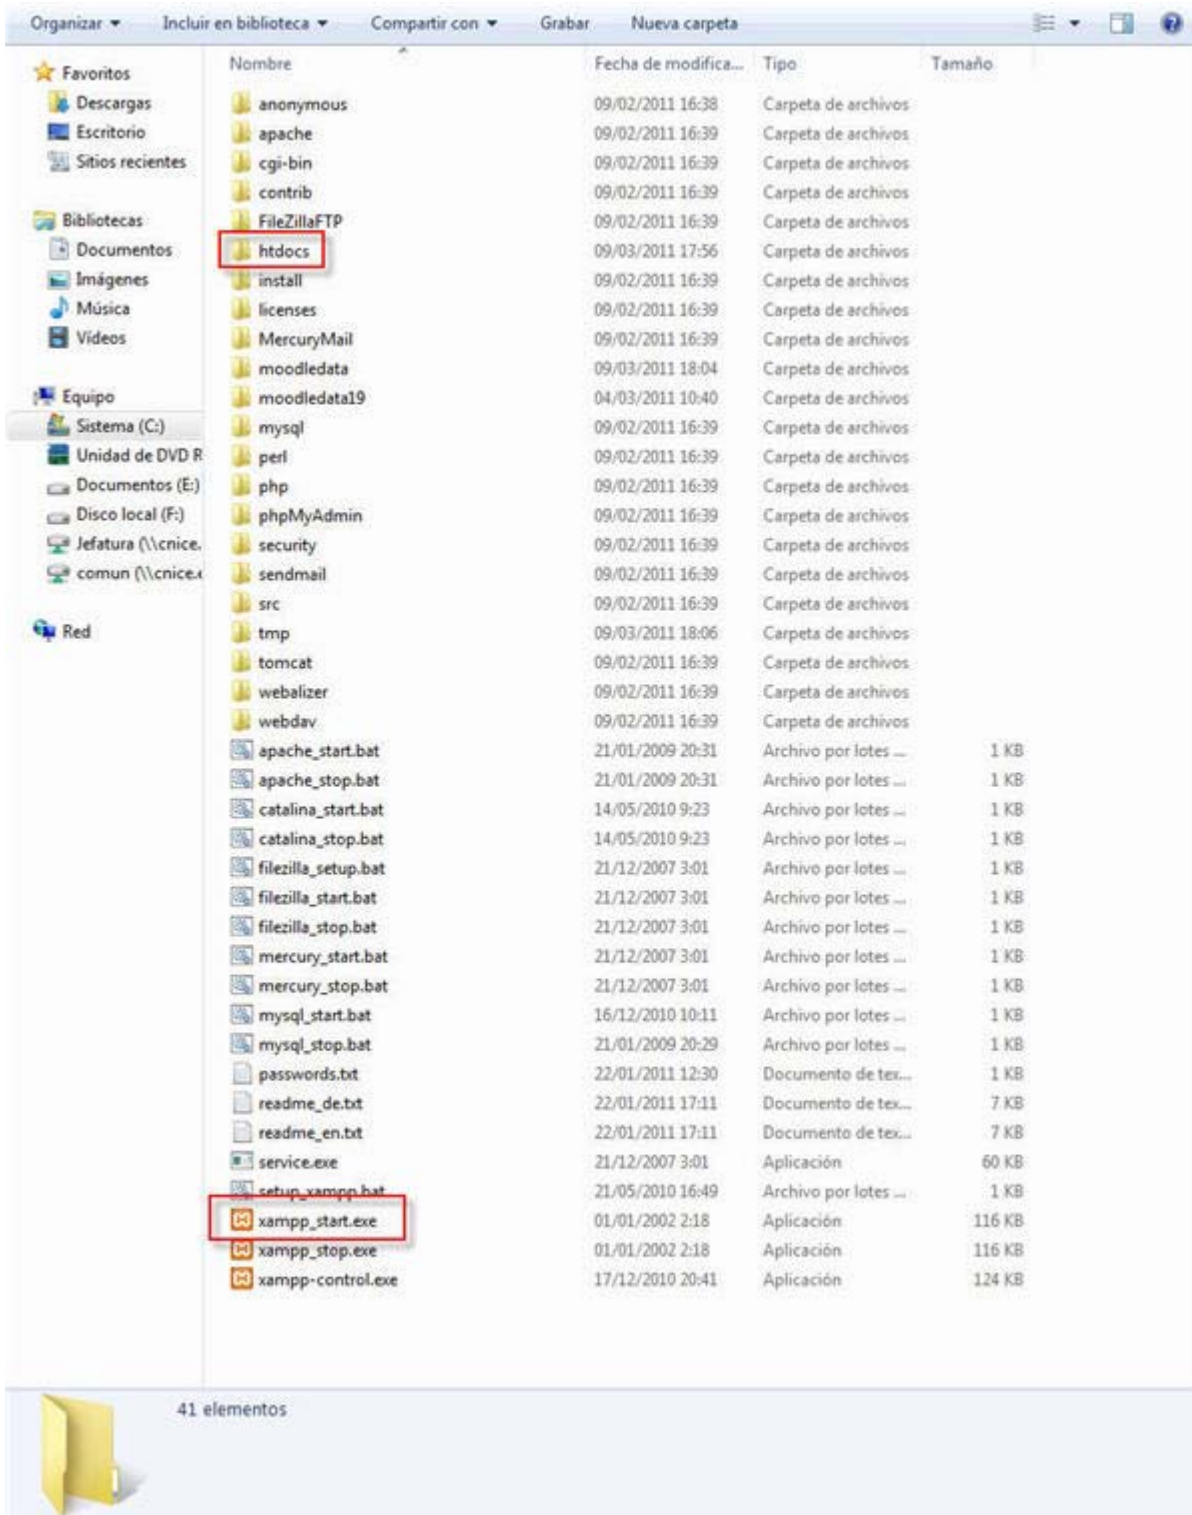 Organizar Incluir en biblioteca Compartir con Grabar Nueva carpeta
Nombre Fecha de modifica... Tipo Tamaño
Favoritos
Descargas
Escritorio
Sitios recientes
Bibliotecas
Documentos
Imágenes
Música
Vídeos
Equipo
Sistema (C:)
Unidad de DVD R
Documentos (E:)
Disco local (F:)
Jefatura (\\cnice.
comun (\\cnice.e
Red
anonymous 09/02/2011 16:38 Carpeta de archivos
apache 09/02/2011 16:39 Carpeta de archivos
cgi-bin 09/02/2011 16:39 Carpeta de archivos
contrib 09/02/2011 16:39 Carpeta de archivos
FileZillaFTP 09/02/2011 16:39 Carpeta de archivos
htdocs 09/03/2011 17:56 Carpeta de archivos
install 09/02/2011 16:39 Carpeta de archivos
licenses 09/02/2011 16:39 Carpeta de archivos
MercuryMail 09/02/2011 16:39 Carpeta de archivos
moodledata 09/03/2011 18:04 Carpeta de archivos
moodledata19 04/03/2011 10:40 Carpeta de archivos
mysql 09/02/2011 16:39 Carpeta de archivos
perl 09/02/2011 16:39 Carpeta de archivos
php 09/02/2011 16:39 Carpeta de archivos
phpMyAdmin 09/02/2011 16:39 Carpeta de archivos
security 09/02/2011 16:39 Carpeta de archivos
sendmail 09/02/2011 16:39 Carpeta de archivos
src 09/02/2011 16:39 Carpeta de archivos
tmp 09/03/2011 18:06 Carpeta de archivos
tomcat 09/02/2011 16:39 Carpeta de archivos
webalizer 09/02/2011 16:39 Carpeta de archivos
webdav 09/02/2011 16:39 Carpeta de archivos
apache_start.bat 21/01/2009 20:31 Archivo por lotes ... 1 KB
apache_stop.bat 21/01/2009 20:31 Archivo por lotes ... 1 KB
catalina_start.bat 14/05/2010 9:23 Archivo por lotes ... 1 KB
catalina_stop.bat 14/05/2010 9:23 Archivo por lotes ... 1 KB
filezilla_setup.bat 21/12/2007 3:01 Archivo por lotes ... 1 KB
filezilla_start.bat 21/12/2007 3:01 Archivo por lotes ... 1 KB
filezilla_stop.bat 21/12/2007 3:01 Archivo por lotes ... 1 KB
mercury_start.bat 21/12/2007 3:01 Archivo por lotes ... 1 KB
mercury_stop.bat 21/12/2007 3:01 Archivo por lotes ... 1 KB
mysql_start.bat 16/12/2010 10:11 Archivo por lotes ... 1 KB
mysql_stop.bat 21/01/2009 20:29 Archivo por lotes ... 1 KB
passwords.txt 22/01/2011 12:30 Documento de tex... 1 KB
readme_de.txt 22/01/2011 17:11 Documento de tex... 7 KB
readme_en.txt 22/01/2011 17:11 Documento de tex... 7 KB
service.exe 21/12/2007 3:01 Aplicación 60 KB
setup_xampp.bat 21/05/2010 16:49 Archivo por lotes ... 1 KB
xampp_start.exe 01/01/2002 2:18 Aplicación 116 KB
xampp_stop.exe 01/01/2002 2:18 Aplicación 116 KB
xampp-control.exe 17/12/2010 20:41 Aplicación 124 KB
41 elementos